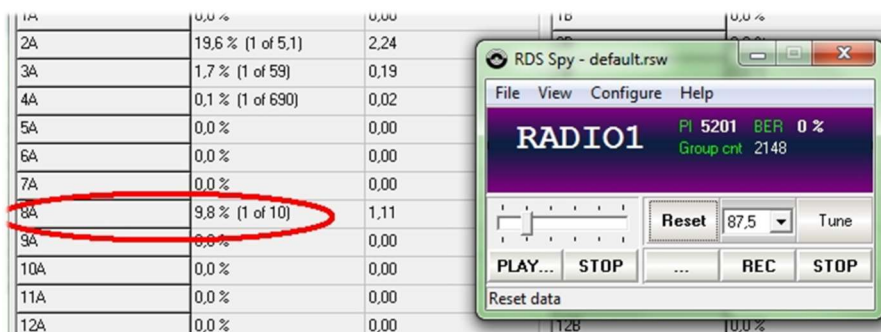 1A 0,0 % 0,00 1B 0,0 %
2A 19,6 % (1 of 5,1) 2,24
3A 1,7 % (1 of 59) 0,19
4A 0,1 % (1 of 690) 0,02
5A 0,0 % 0,00
6A 0,0 % 0,00
7A 0,0 % 0,00
8A 9,8 % (1 of 10) 1,11
9A 0,0 % 0,00
10A 0,0 % 0,00
11A 0,0 % 0,00
12A 0,0 % 0,00 12B 0,0 %
RDS Spy - default.rsw
File View Configure Help
RADIO1 PI 5201 BER 0 %
Group cnt 2148
Reset 87,5 Tune
PLAY... STOP ... REC STOP
Reset data